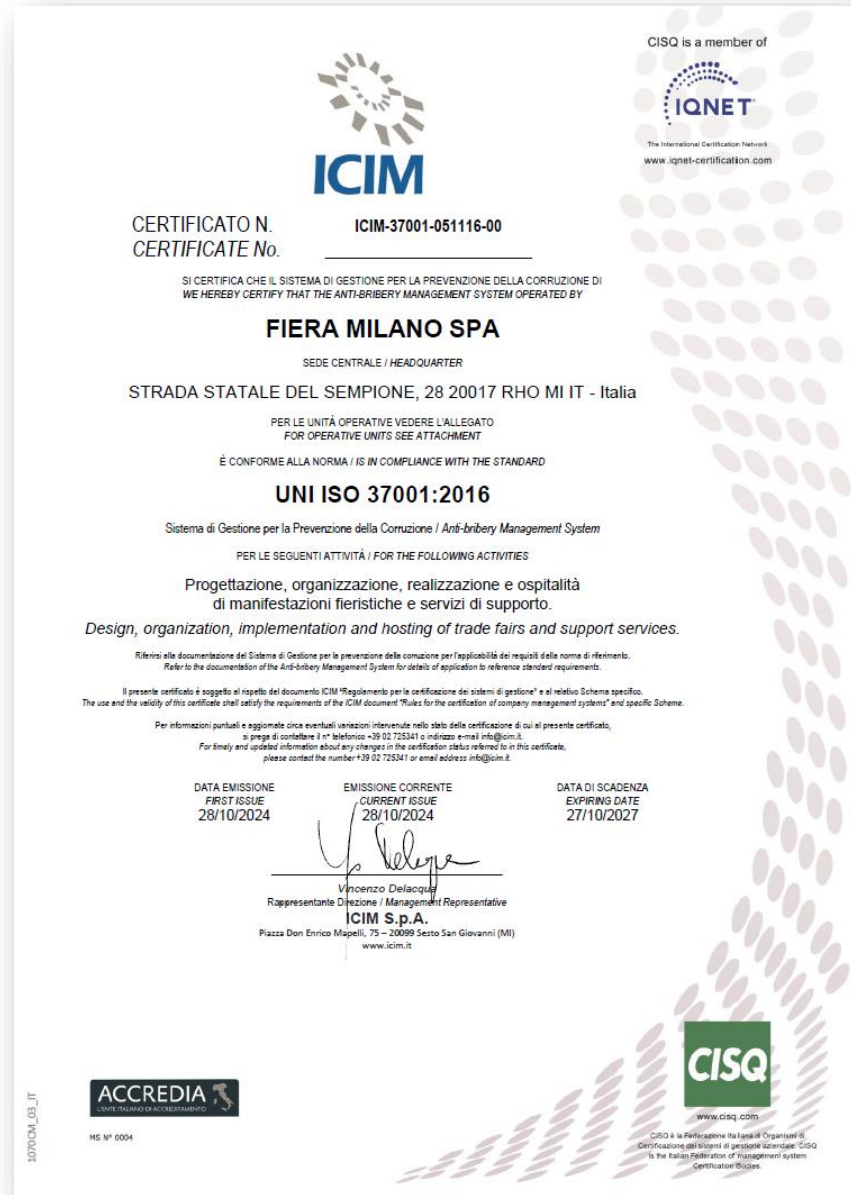 CISQ is a member of
IQNET
The International Certification Network
www.iqnet-certification.com
ICIM
CERTIFICATO N.
CERTIFICATE No.
ICIM-37001-051116-00
SI CERTIFICA CHE IL SISTEMA DI GESTIONE PER LA PREVENZIONE DELLA CORRUZIONE DI
WE HEREBY CERTIFY THAT THE ANTI-BRIBERY MANAGEMENT SYSTEM OPERATED BY
FIERA MILANO SPA
SEDE CENTRALE / HEADQUARTER
STRADA STATALE DEL SEMPIONE, 28 20017 RHO MI IT - Italia
PER LE UNITÀ OPERATIVE VEDERE L'ALLEGATO
FOR OPERATIVE UNITS SEE ATTACHMENT
È CONFORME ALLA NORMA / IS IN COMPLIANCE WITH THE STANDARD
UNI ISO 37001:2016
Sistema di Gestione per la Prevenzione della Corruzione / Anti-bribery Management System
PER LE SEGUENTI ATTIVITÀ / FOR THE FOLLOWING ACTIVITIES
Progettazione, organizzazione, realizzazione e ospitalità
di manifestazioni fieristiche e servizi di supporto.
Design, organization, implementation and hosting of trade fairs and support services.
Riferirsi alla documentazione del Sistema di Gestione per la prevenzione della corruzione per l'applicabilità dei requisiti della norma di riferimento.
Refer to the documentation of the Anti-bribery Management System for details of application to reference standard requirements.
Il presente certificato è soggetto al rispetto del documento ICIM "Regolamento per la certificazione dei sistemi di gestione" e al relativo Schema specifico.
The use and the validity of this certificate shall satisfy the requirements of the ICIM document "Rules for the certification of company management systems" and specific Scheme.
Per informazioni puntuali e aggiornate circa eventuali variazioni intervenute nello stato della certificazione di cui al presente certificato,
si prega di contattare il n° telefonico +39 02 725341 o indirizzo e-mail info@icim.it.
For timely and updated information about any changes in the certification status referred to in this certificate,
please contact the number +39 02 725341 or email address info@icim.it.
DATA EMISSIONE
FIRST ISSUE
28/10/2024
EMISSIONE CORRENTE
CURRENT ISSUE
28/10/2024
DATA DI SCADENZA
EXPIRING DATE
27/10/2027
Vincenzo Delacqua
Rappresentante Direzione / Management Representative
ICIM S.p.A.
Piazza Don Enrico Mapelli, 75 – 20099 Sesto San Giovanni (MI)
www.icim.it
1070CM_03_IT
ACCREDIA
L'ENTE ITALIANO DI ACCREDITAMENTO
MS N° 0004
CISQ
www.cisq.com
CISQ è la Federazione Italiana di Organismi di
Certificazione dei sistemi di gestione aziendale. CISQ
is the Italian Federation of management system
Certification Bodies.